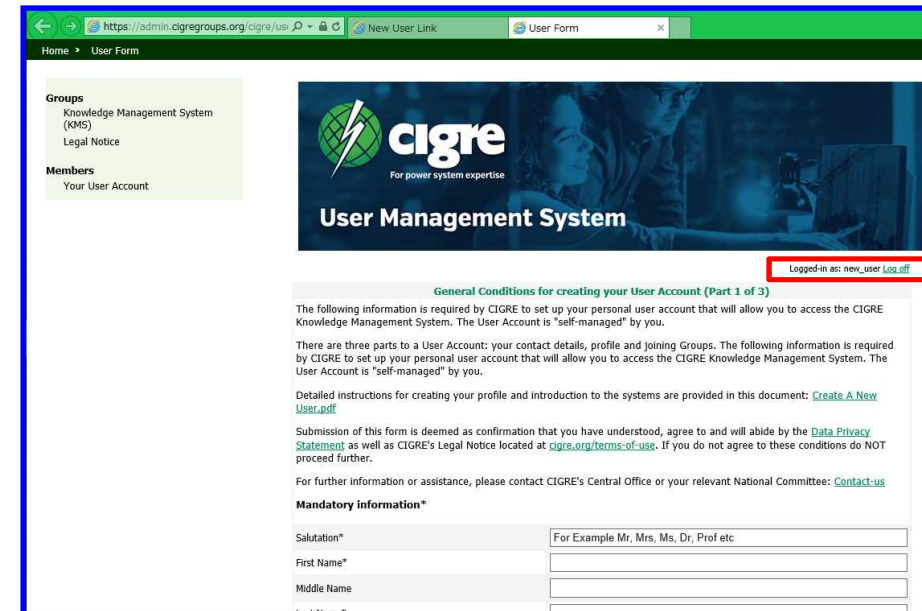 https://admin.cigregroups.org/cigre/us
New User Link
User Form
Home > User Form
Groups
Knowledge Management System
(KMS)
Legal Notice
Members
Your User Account
cigre
For power system expertise
User Management System
Logged-in as: new_user Log off
General Conditions for creating your User Account (Part 1 of 3)
The following information is required by CIGRE to set up your personal user account that will allow you to access the CIGRE
Knowledge Management System. The User Account is "self-managed" by you.
There are three parts to a User Account: your contact details, profile and joining Groups. The following information is required
by CIGRE to set up your personal user account that will allow you to access the CIGRE Knowledge Management System. The
User Account is "self-managed" by you.
Detailed instructions for creating your profile and introduction to the systems are provided in this document: Create A New
User.pdf
Submission of this form is deemed as confirmation that you have understood, agree to and will abide by the Data Privacy
Statement as well as CIGRE's Legal Notice located at cigre.org/terms-of-use. If you do not agree to these conditions do NOT
proceed further.
For further information or assistance, please contact CIGRE's Central Office or your relevant National Committee: Contact-us
Mandatory information*
Salutation* For Example Mr, Mrs, Ms, Dr, Prof etc
First Name*
Middle Name